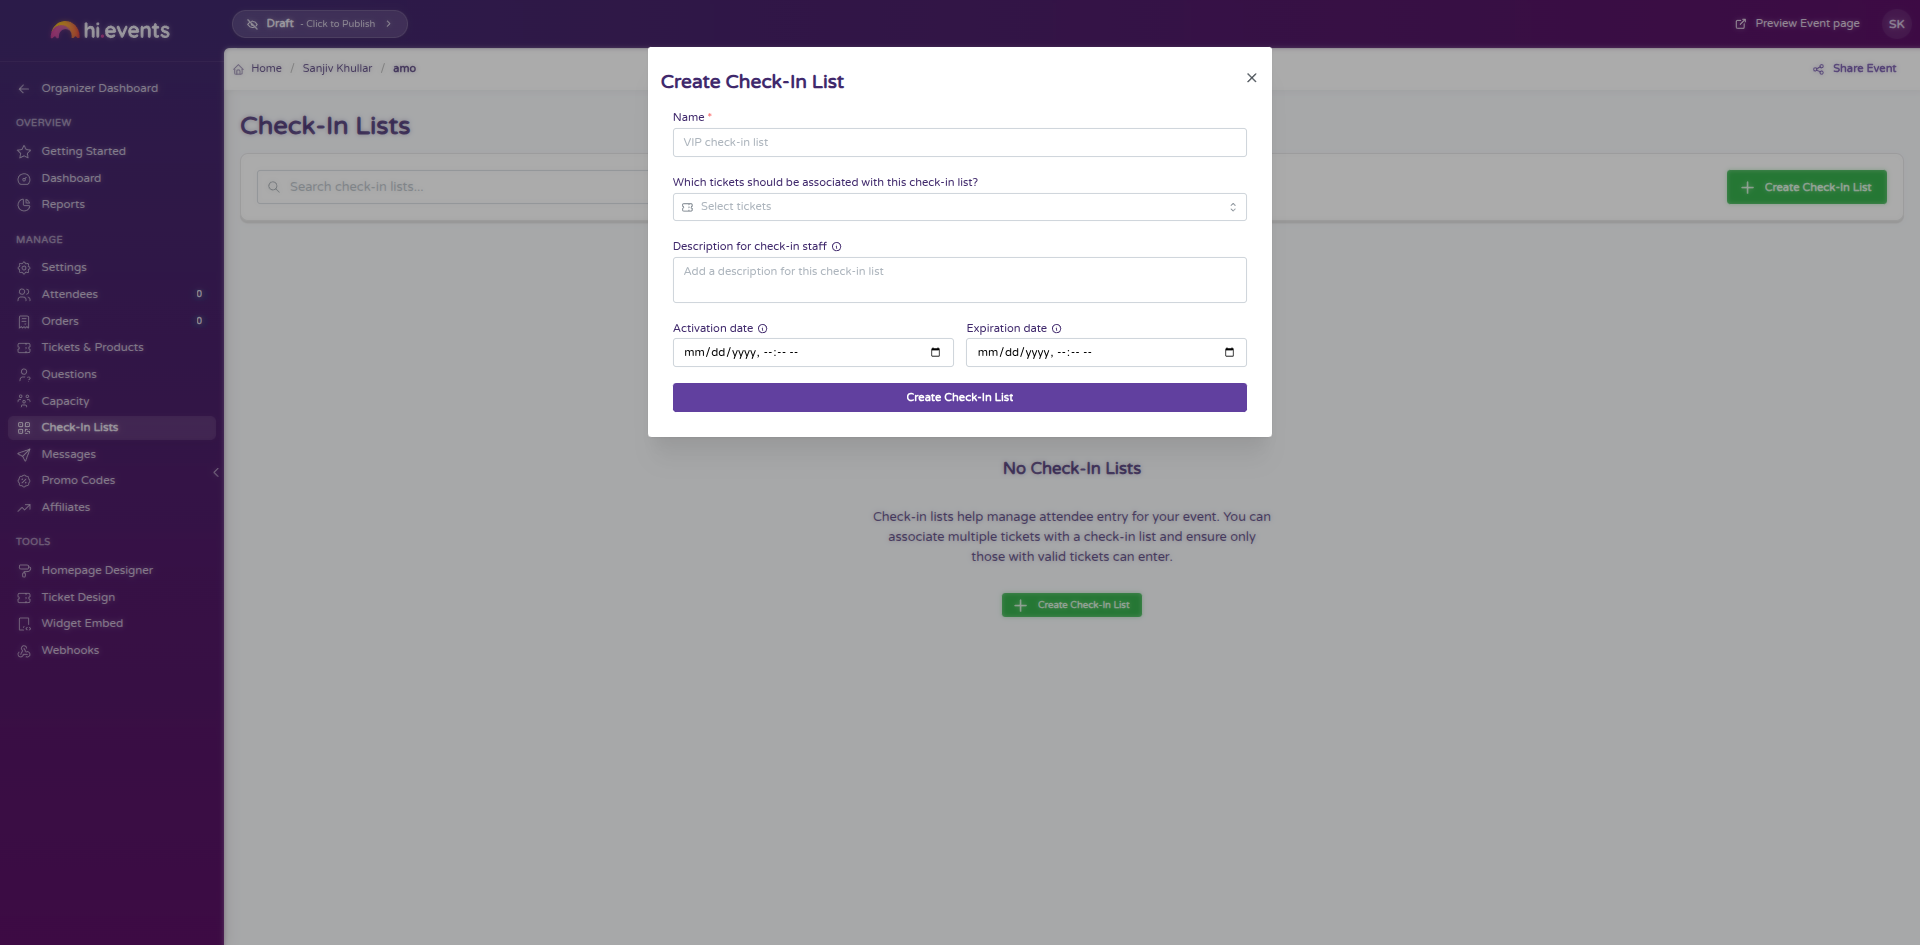 hi.events
Draft - Click to Publish
Preview Event page
SK
Home / Sanjiv Khullar / amo
Share Event
Organizer Dashboard
OVERVIEW
Getting Started
Dashboard
Reports
MANAGE
Settings
Attendees 0
Orders 0
Tickets & Products
Questions
Capacity
Check-In Lists
Messages
Promo Codes
Affiliates
TOOLS
Homepage Designer
Ticket Design
Widget Embed
Webhooks
Check-In Lists
Search check-in lists...
Create Check-In List
Create Check-In List
Name *
VIP check-in list
Which tickets should be associated with this check-in list?
Select tickets
Description for check-in staff
Add a description for this check-in list
Activation date
Expiration date
mm/dd/yyyy, --:-- --
mm/dd/yyyy, --:-- --
Create Check-In List
No Check-In Lists
Check-in lists help manage attendee entry for your event. You can
associate multiple tickets with a check-in list and ensure only
those with valid tickets can enter.
Create Check-In List